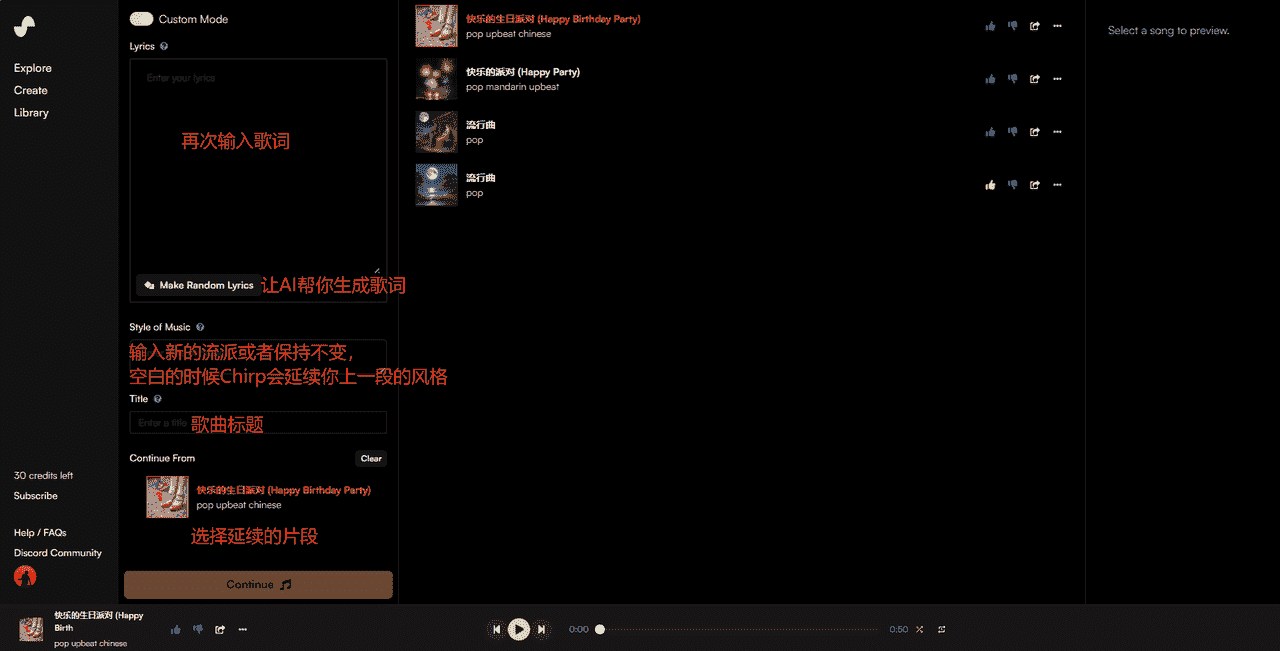 Explore
Create
Library
30 credits left
Subscribe
Help / FAQs
Discord Community
Custom Mode
Lyrics
Enter your lyrics
再次输入歌词
Make Random Lyrics
让AI帮你生成歌词
Style of Music
输入新的流派或者保持不变，
空白的时候Chirp会延续你上一段的风格
Title
Enter a title
歌曲标题
Continue From
Clear
快乐的生日派对 (Happy Birthday Party)
pop upbeat chinese
选择延续的片段
Continue
快乐的生日派对 (Happy Birthday Party)
pop upbeat chinese
快乐的派对 (Happy Party)
pop mandarin upbeat
流行曲
pop
流行曲
pop
Select a song to preview.
快乐的生日派对 (Happy
Birth
pop upbeat chinese
0:00
0:50